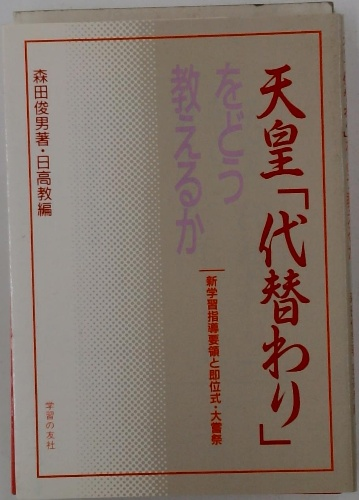 天皇「代替わり」
をどう
教えるか
新学習指導要領と即位式・大嘗祭
森田俊男著・日高教編
学習の友社